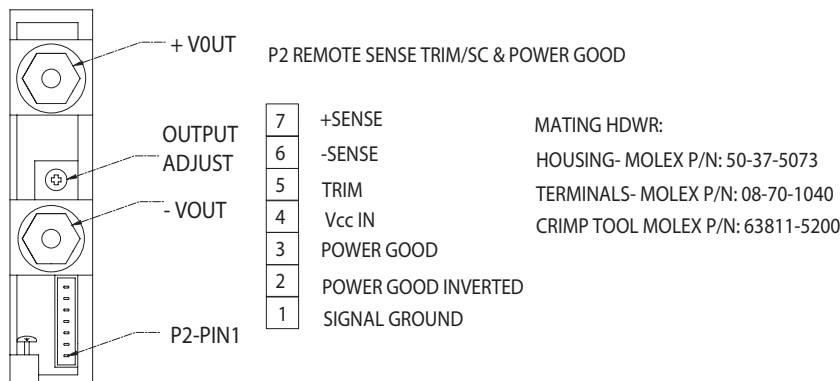 + V0UT
P2 REMOTE SENSE TRIM/SC & POWER GOOD
OUTPUT
ADJUST
- VOUT
P2-PIN1
7 +SENSE
6 -SENSE
5 TRIM
4 Vcc IN
3 POWER GOOD
2 POWER GOOD INVERTED
1 SIGNAL GROUND
MATING HDWR:
HOUSING- MOLEX P/N: 50-37-5073
TERMINALS- MOLEX P/N: 08-70-1040
CRIMP TOOL MOLEX P/N: 63811-5200